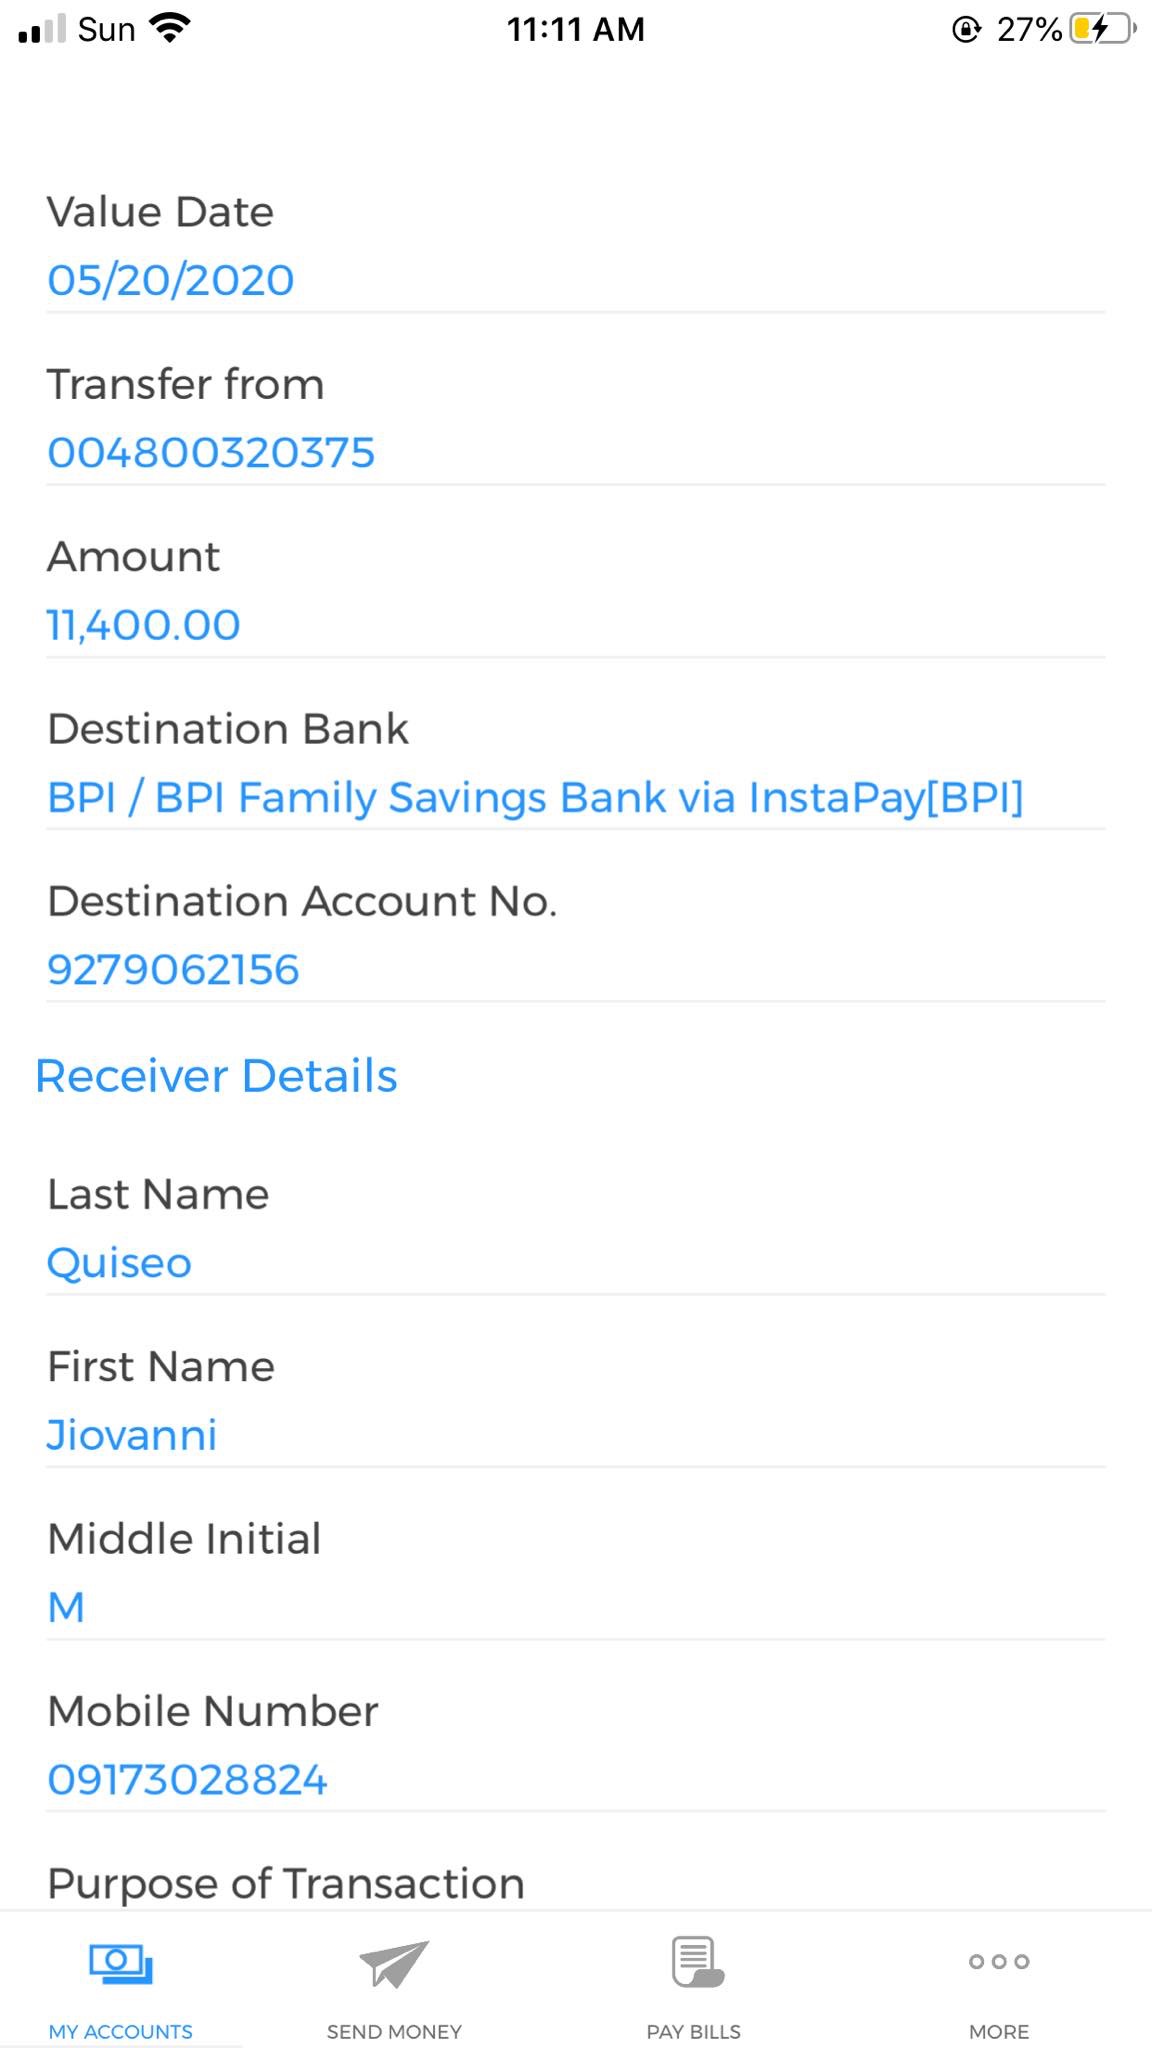 Sun 11:11 AM 27%
Value Date
05/20/2020
Transfer from
004800320375
Amount
11,400.00
Destination Bank
BPI / BPI Family Savings Bank via InstaPay[BPI]
Destination Account No.
9279062156
Receiver Details
Last Name
Quiseo
First Name
Jiovanni
Middle Initial
M
Mobile Number
09173028824
Purpose of Transaction
MY ACCOUNTS SEND MONEY PAY BILLS MORE